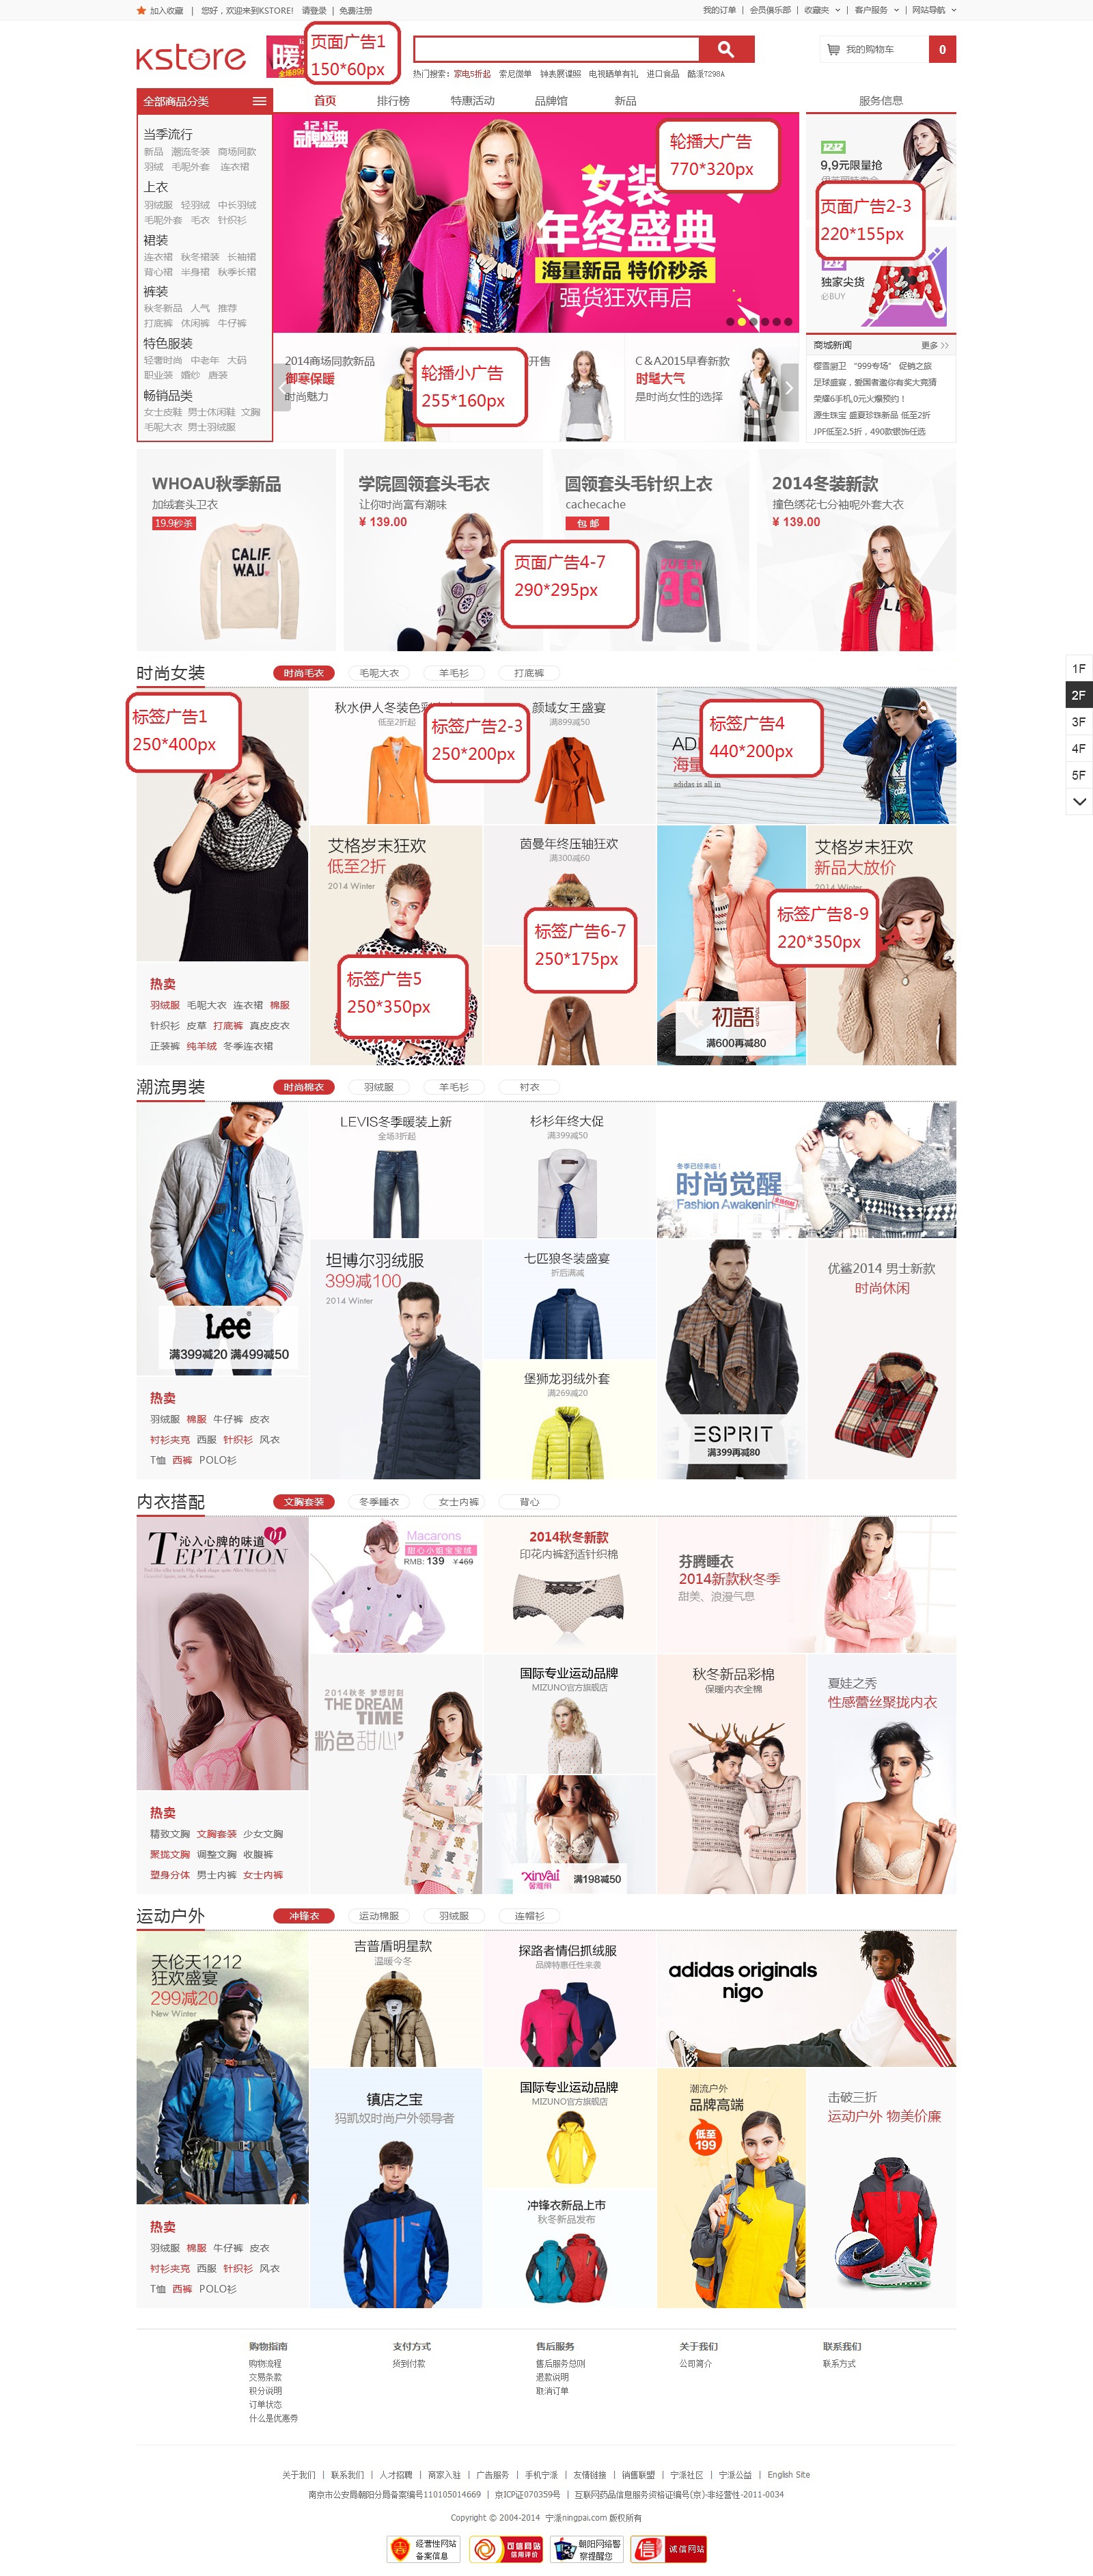 加入收藏 | 您好，欢迎来到KSTORE! 请登录 | 免费注册
我的订单 | 会员俱乐部 | 收藏夹 | 客户服务 | 网站导航
kstore
暖
页面广告1
150*60px
我的购物车 0
热门搜索: 家电5折起 索尼微单 钟表展谍照 电视晒单有礼 进口食品 酷派7298A
全部商品分类
首页 排行榜 特惠活动 品牌馆 新品
服务信息
当季流行
新品 潮流冬装 商场同款
羽绒 毛呢外套 连衣裙
上衣
羽绒服 轻羽绒 中长羽绒
毛呢外套 毛衣 针织衫
裙装
连衣裙 秋冬裙装 长袖裙
背心裙 半身裙 秋季长裙
裤装
秋冬新品 人气 推荐
打底裤 休闲裤 牛仔裤
特色服装
轻奢时尚 中老年 大码
职业装 婚纱 唐装
畅销品类
女士皮鞋 男士休闲鞋 文胸
毛呢大衣 男士羽绒服
12.12
品牌盛典
轮播大广告
770*320px
女装
年终盛典
海量新品 特价秒杀
强货狂欢再启
9,9元限量抢
页面广告2-3
220*155px
独家尖货
必BUY
商城新闻 更多
樱雪厨卫 “999专场” 促销之旅
足球盛宴，爱国者邀你有奖大竞猜
荣耀6手机,0元火爆预约！
源生珠宝 盛夏珍珠新品 低至2折
JPF低至2.5折，490款银饰任选
2014商场同款新品
御寒保暖
时尚魅力
轮播小广告
255*160px
开售
C&A2015早春新款
时髦大气
是时尚女性的选择
WHOAU秋季新品
加绒套头卫衣
19.9秒杀
CALIF.
W.A.U
学院圆领套头毛衣
让你时尚富有潮味
¥ 139.00
圆领套头毛针织上衣
cachecache
包 邮
页面广告4-7
290*295px
2014冬装新款
撞色绣花七分袖呢外套大衣
¥ 139.00
1F
2F
3F
4F
5F
时尚女装 时尚毛衣 毛呢大衣 羊毛衫 打底裤
标签广告1
250*400px
秋水伊人冬装色彩
低至2折起
标签广告2-3
250*200px
颜域女王盛宴
满899减50
标签广告4
440*200px
adidas is all in
艾格岁末狂欢
低至2折
2014 Winter
标签广告5
250*350px
茵曼年终压轴狂欢
满300减60
标签广告6-7
250*175px
初語
满600再减80
艾格岁末狂欢
新品大放价
2014 Winter
标签广告8-9
220*350px
热卖
羽绒服 毛呢大衣 连衣裙 棉服
针织衫 皮草 打底裤 真皮皮衣
正装裤 纯羊绒 冬季连衣裙
潮流男装 时尚棉衣 羽绒服 羊毛衫 衬衣
Lee
满399减20 满499减50
LEVIS冬季暖装上新
全场3折起
杉杉年终大促
满399减50
冬季已经来临!
时尚觉醒
Fashion Awakenin
坦博尔羽绒服
399减100
2014 Winter
七匹狼冬装盛宴
折后满减
堡狮龙羽绒外套
满269减20
ESPRIT
满399再减80
优鲨2014 男士新款
时尚休闲
热卖
羽绒服 棉服 牛仔裤 皮衣
衬衫夹克 西服 针织衫 风衣
T恤 西裤 POLO衫
内衣搭配 文胸套装 冬季睡衣 女士内裤 背心
沁入心脾的味道
TEPTATION
Macarons
甜心小姐宝宝绒
RMB: 139 ¥469
2014秋冬新款
印花内裤舒适针织棉
芬腾睡衣
2014新款秋冬季
甜美、浪漫气息
2014秋冬 梦想时刻
THE DREAM
TIME
粉色甜心
国际专业运动品牌
MIZUNO官方旗舰店
xinyali
馨雅丽
满198减50
秋冬新品彩棉
保暖内衣全棉
夏娃之秀
性感蕾丝聚拢内衣
热卖
精致文胸 文胸套装 少女文胸
聚拢文胸 调整文胸 收腹裤
塑身分体 男士内裤 女士内裤
运动户外 冲锋衣 运动棉服 羽绒服 连帽衫
天伦天1212
狂欢盛宴
299减20
New Winter
吉普盾明星款
温暖今冬
探路者情侣抓绒服
品牌特惠任性来袭
adidas originals
nigo
镇店之宝
犸凯奴时尚户外领导者
国际专业运动品牌
MIZUNO官方旗舰店
冲锋衣新品上市
秋冬新品发布
潮流户外
品牌高端
低至
199
击破三折
运动户外 物美价廉
热卖
羽绒服 棉服 牛仔裤 皮衣
衬衫夹克 西服 针织衫 风衣
T恤 西裤 POLO衫
购物指南 支付方式 售后服务 关于我们 联系我们
购物流程 货到付款 售后服务总则 公司简介 联系方式
交易条款 退款说明
积分说明 取消订单
订单状态
什么是优惠券
关于我们 | 联系我们 | 人才招聘 | 商家入驻 | 广告服务 | 手机宁派 | 友情链接 | 销售联盟 | 宁派社区 | 宁派公益 | English Site
南京市公安局朝阳分局备案编号110105014669 | 京ICP证070359号 | 互联网药品信息服务资格证编号(京)-非经营性-2011-0034
Copyright © 2004-2014 宁派ningpai.com 版权所有
经营性网站
备案信息
可信网站
信用评价
朝阳网络警
察提醒您
诚信网站